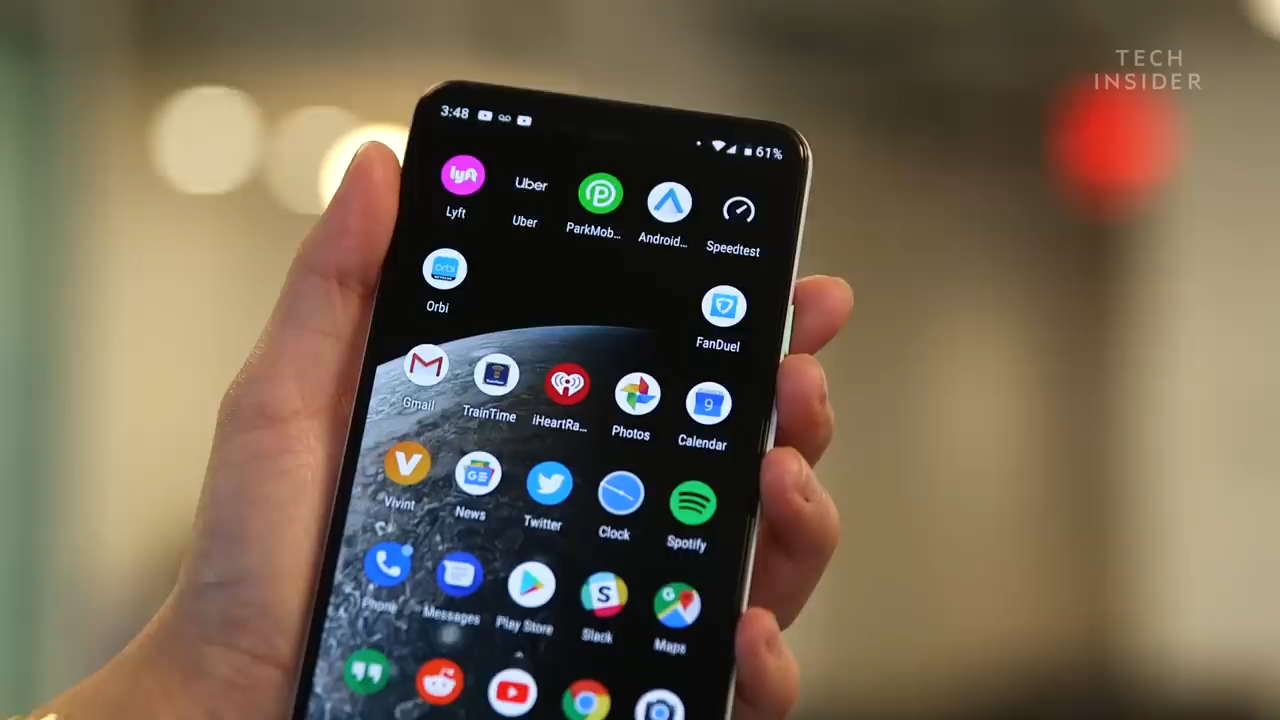 TECH
INSIDER
3:48
61%
lyft
Uber
Lyft
Uber
ParkMob...
Android...
Speedtest
orbi
Orbi
FanDuel
Gmail
TrainTime
iHeartRa...
Photos
9
Calendar
Vivint
GE
News
Twitter
Clock
Spotify
Phone
Messages
Play Store
S
Slack
Maps